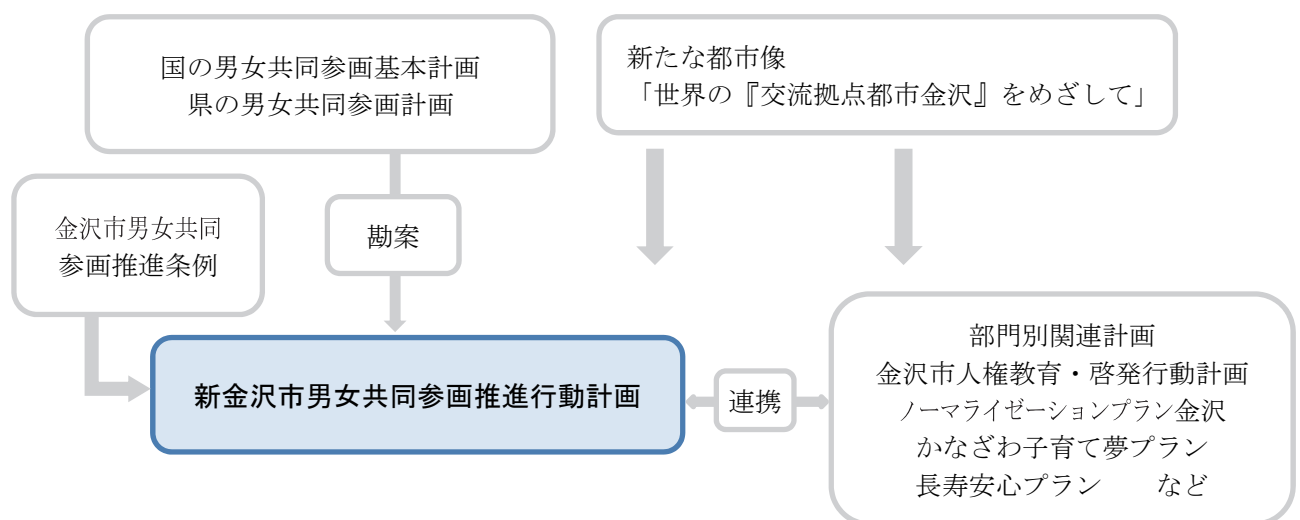 国の男女共同参画基本計画
県の男女共同参画計画
新たな都市像
「世界の『交流拠点都市金沢』をめざして」
金沢市男女共同
参画推進条例
勘案
新金沢市男女共同参画推進行動計画
連携
部門別関連計画
金沢市人権教育・啓発行動計画
ノーマライゼーションプラン金沢
かなざわ子育て夢プラン
長寿安心プラン　　など